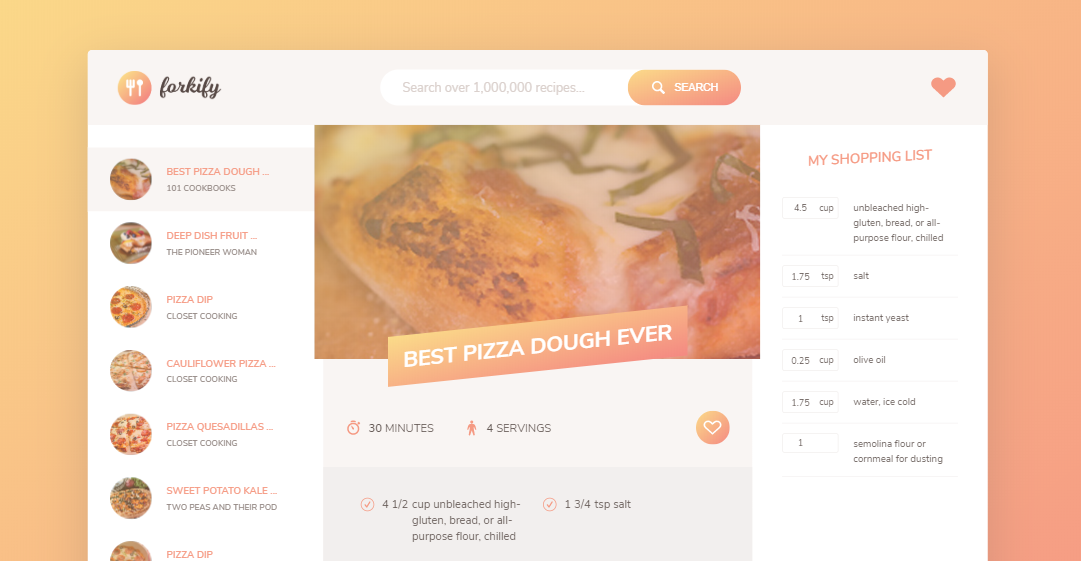 forkify
Search over 1,000,000 recipes...
SEARCH
BEST PIZZA DOUGH ...
101 COOKBOOKS
DEEP DISH FRUIT ...
THE PIONEER WOMAN
PIZZA DIP
CLOSET COOKING
CAULIFLOWER PIZZA ...
CLOSET COOKING
PIZZA QUESADILLAS ...
CLOSET COOKING
SWEET POTATO KALE ...
TWO PEAS AND THEIR POD
PIZZA DIP
BEST PIZZA DOUGH EVER
30 MINUTES
4 SERVINGS
4 1/2 cup unbleached high-
gluten, bread, or all-
purpose flour, chilled
1 3/4 tsp salt
MY SHOPPING LIST
4.5 cup unbleached high-
gluten, bread, or all-
purpose flour, chilled
1.75 tsp salt
1 tsp instant yeast
0.25 cup olive oil
1.75 cup water, ice cold
1 semolina flour or
cornmeal for dusting